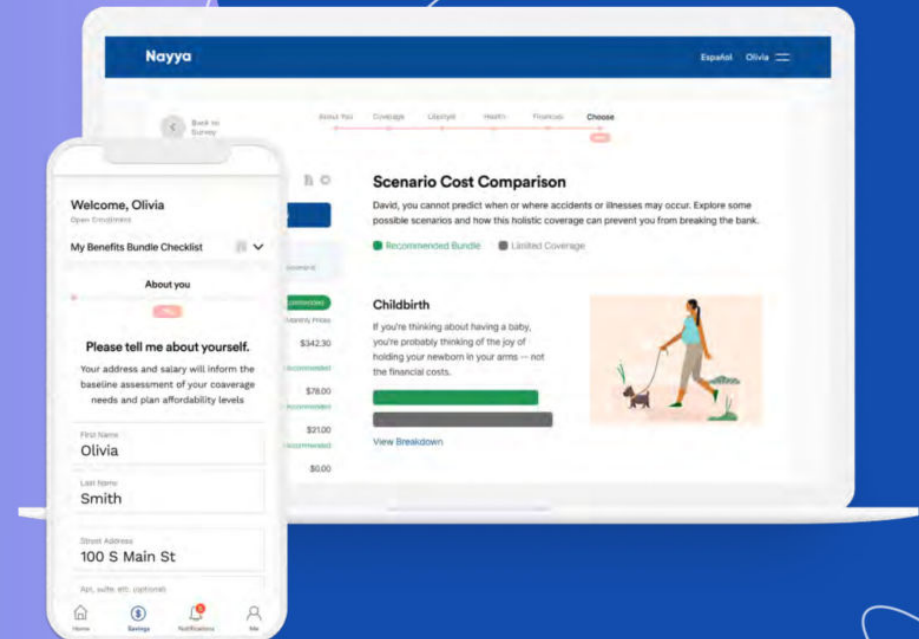 Nayya
Español Olivia
Back to
Survey
About You Coverage Lifestyle Health Financial Choose
Scenario Cost Comparison
David, you cannot predict when or where accidents or illnesses may occur. Explore some
possible scenarios and how this holistic coverage can prevent you from breaking the bank.
Recommended Bundle Limited Coverage
Childbirth
If you're thinking about having a baby,
you're probably thinking of the joy of
holding your newborn in your arms -- not
the financial costs.
View Breakdown
Monthly Price
$342.30
$78.00
$21.00
$0.00
Welcome, Olivia
Open Enrollment
My Benefits Bundle Checklist
About you
Please tell me about yourself.
Your address and salary will inform the
baseline assessment of your coaverage
needs and plan affordability levels
First Name
Olivia
Last Name
Smith
Street Address
100 S Main St
Apt, suite, etc. (optional)
Home Savings Notifications Me